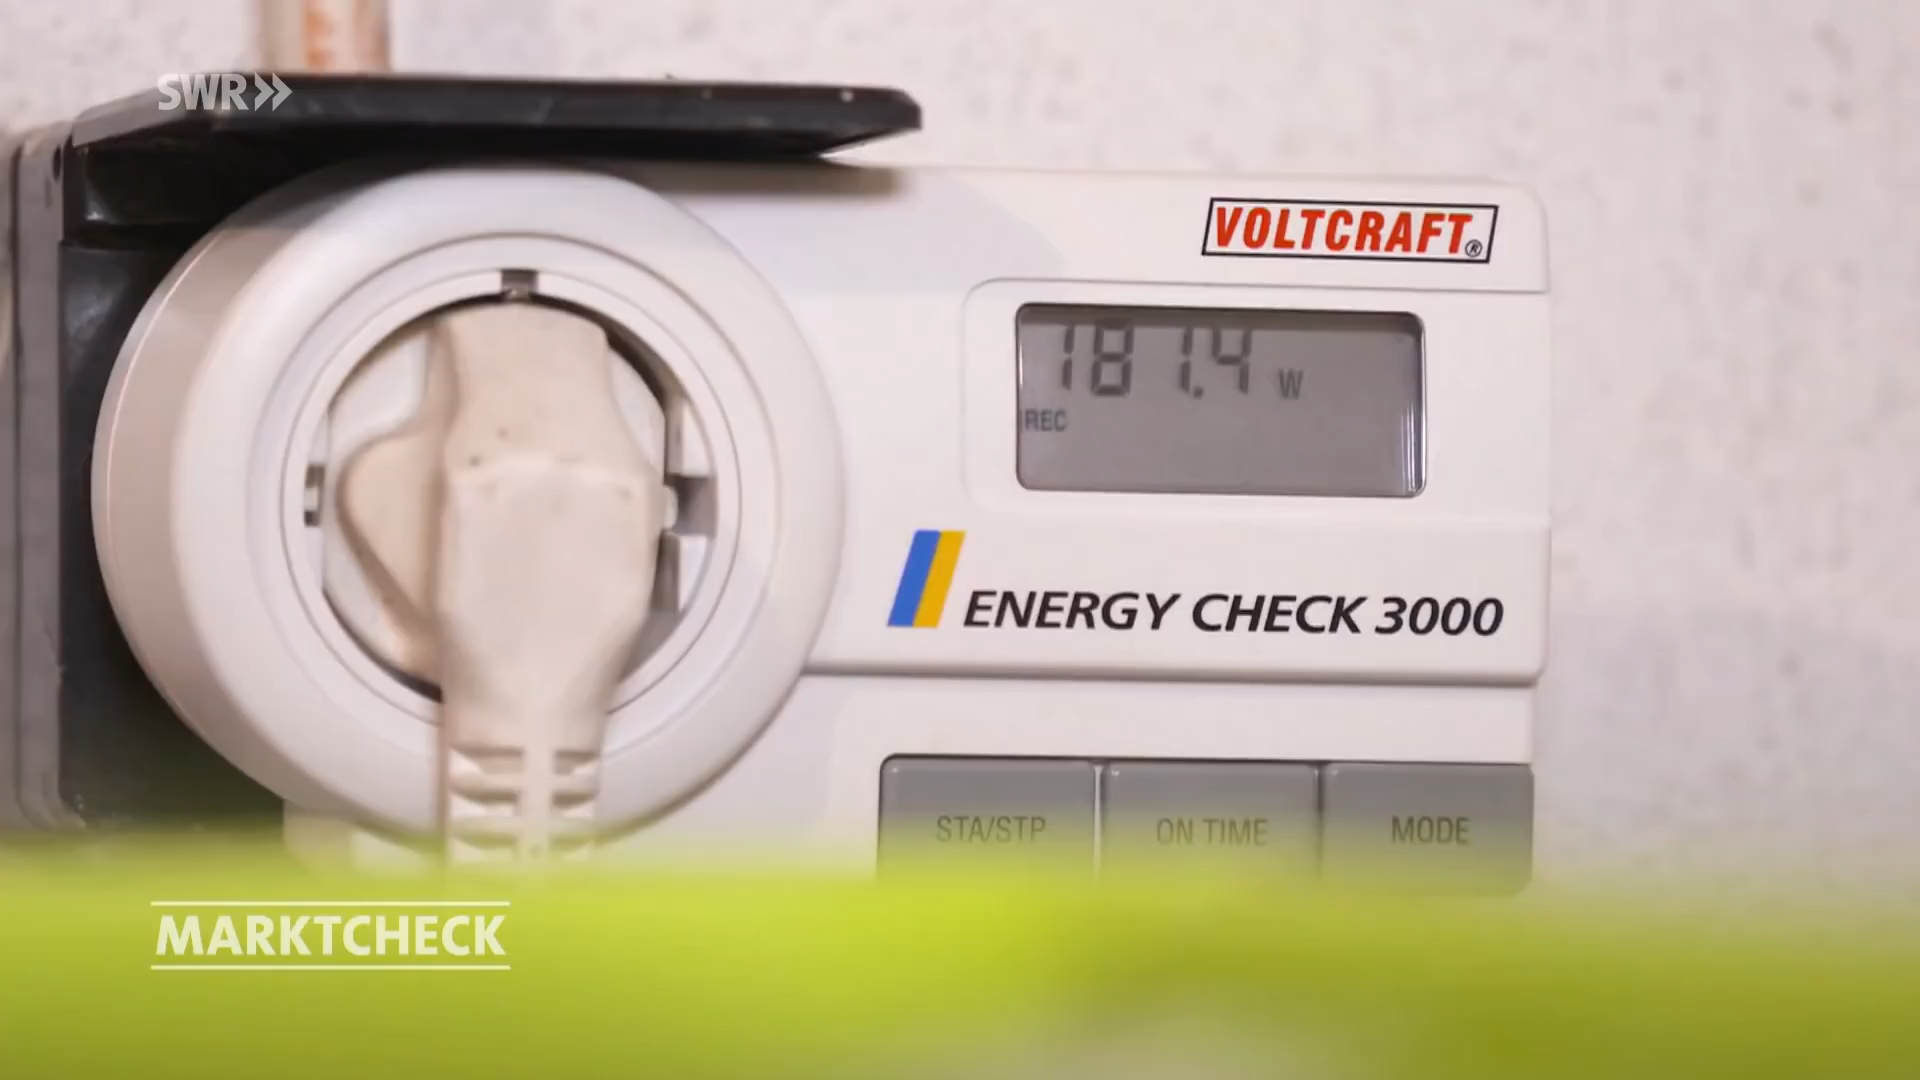 SWR»
VOLTCRAFT®
181.4 W
REC
ENERGY CHECK 3000
STA/STP
ON TIME
MODE
MARKTCHECK